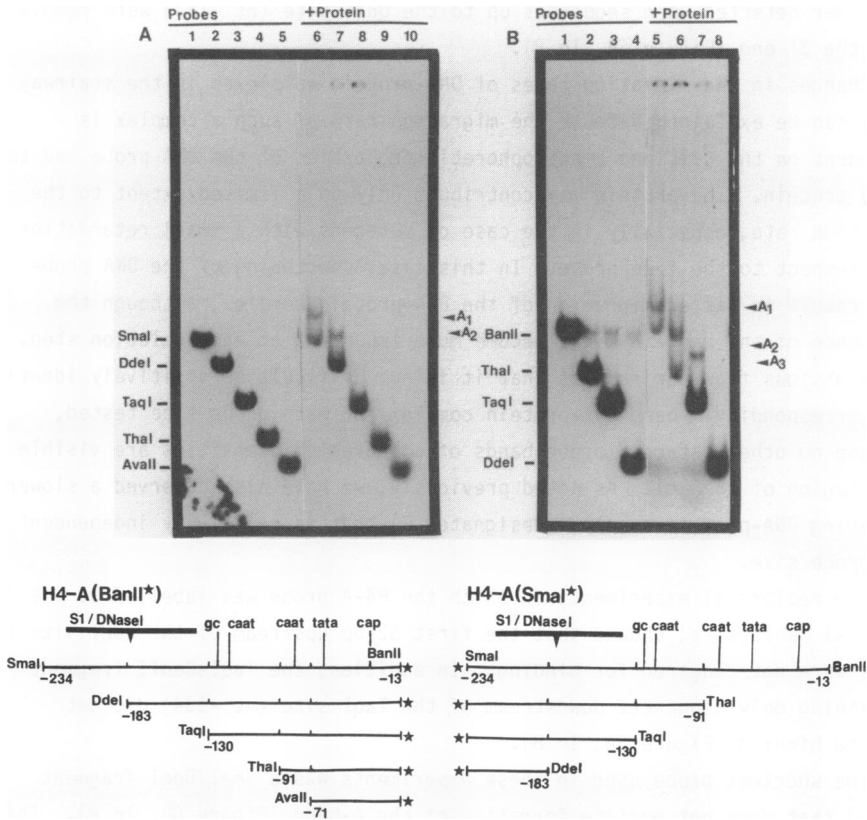 Probes +Protein
A 1 2 3 4 5 6 7 8 9 10
SmaI
DdeI
TaqI
ThaI
AvaII
A1
A2
Probes +Protein
B 1 2 3 4 5 6 7 8
BanII
ThaI
TaqI
DdeI
A1
A2
A3
H4-A(BanII*)
S1/DNaseI gc caat caat tata cap
SmaI BanII
-234 -13 ★
DdeI ★
-183
TaqI ★
-130
ThaI ★
-91
AvaII ★
-71
H4-A(SmaI*)
S1/DNaseI gc caat caat tata cap
★ SmaI BanII
-234 -13
★ ThaI
-91
★ TaqI
-130
★ DdeI
-183